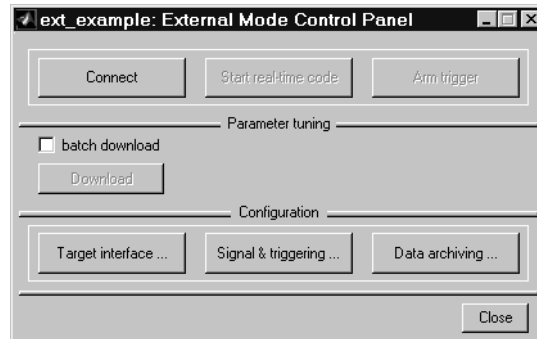 ext_example: External Mode Control Panel
Connect
Start real-time code
Arm trigger
Parameter tuning
batch download
Download
Configuration
Target interface ...
Signal & triggering ...
Data archiving ...
Close